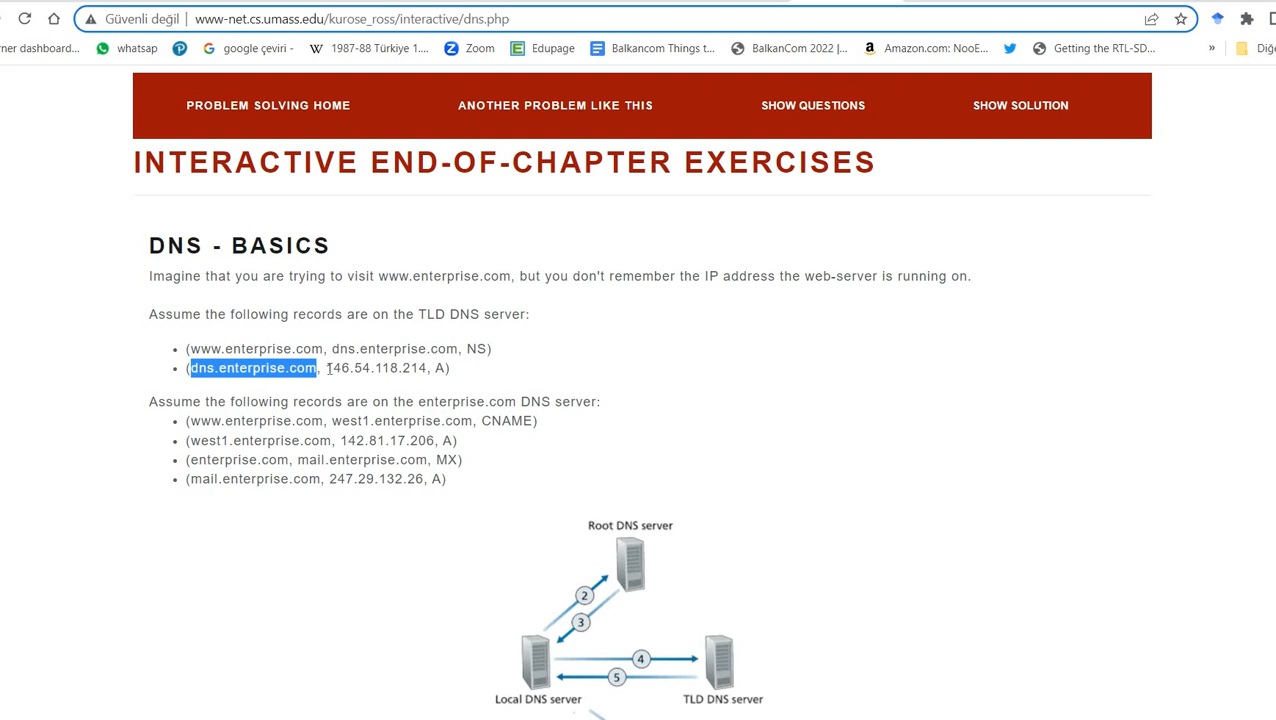 Güvenli değil www-net.cs.umass.edu/kurose_ross/interactive/dns.php
rner dashboard... whatsap google çeviri - W 1987-88 Türkiye 1.... Z Zoom E Edupage Balkancom Things t... BalkanCom 2022 |... a Amazon.com: NooE... Getting the RTL-SD... » Diğe
PROBLEM SOLVING HOME ANOTHER PROBLEM LIKE THIS SHOW QUESTIONS SHOW SOLUTION
INTERACTIVE END-OF-CHAPTER EXERCISES
DNS - BASICS
Imagine that you are trying to visit www.enterprise.com, but you don't remember the IP address the web-server is running on.
Assume the following records are on the TLD DNS server:
• (www.enterprise.com, dns.enterprise.com, NS)
• (dns.enterprise.com, 146.54.118.214, A)
Assume the following records are on the enterprise.com DNS server:
• (www.enterprise.com, west1.enterprise.com, CNAME)
• (west1.enterprise.com, 142.81.17.206, A)
• (enterprise.com, mail.enterprise.com, MX)
• (mail.enterprise.com, 247.29.132.26, A)
Root DNS server
2
3
4
5
Local DNS server TLD DNS server